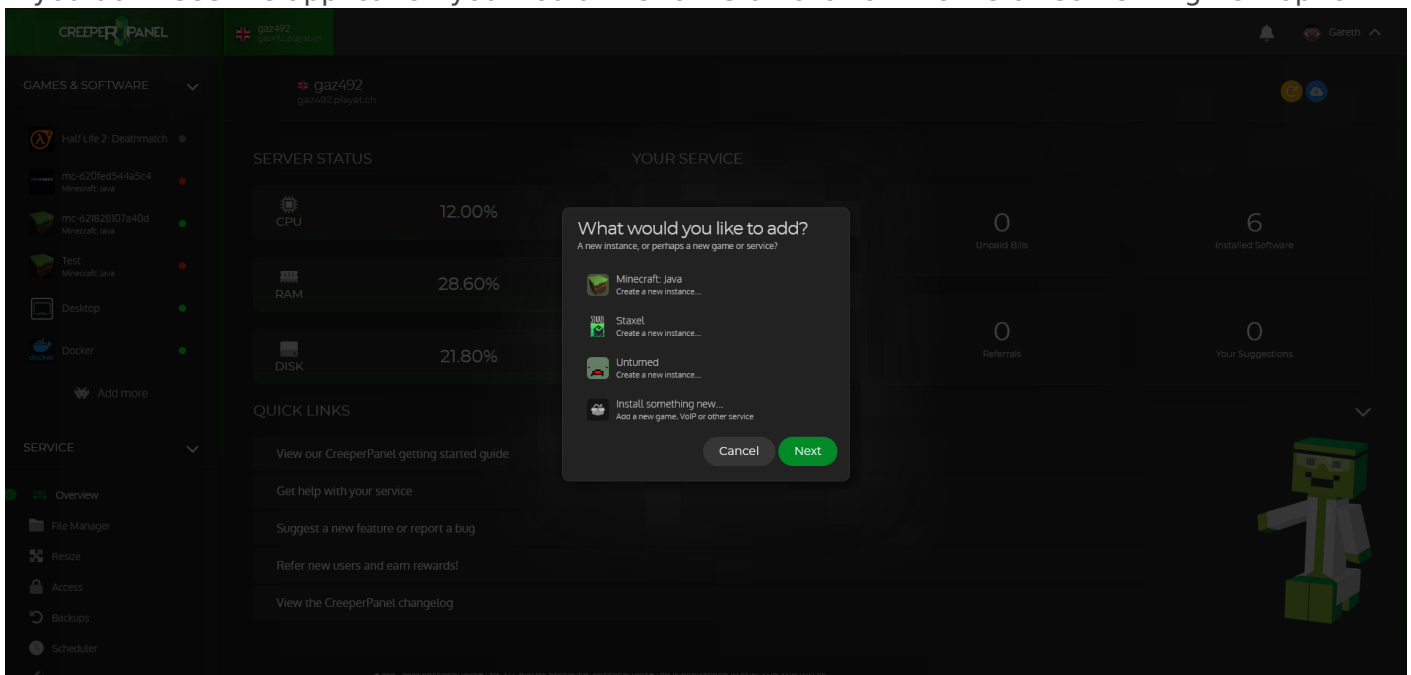 CREEPER PANEL
gaz492
gaz492.playat.ch
Gareth
GAMES & SOFTWARE
gaz492
gaz492.playat.ch
Half Life 2: Deathmatch
mc-620fed544a5c4
Minecraft: Java
mc-621828107a40d
Minecraft: Java
Test
Minecraft: Java
Desktop
docker
Docker
Add more
SERVER STATUS
CPU
12.00%
RAM
28.60%
DISK
21.80%
YOUR SERVICE
0
Unpaid Bills
6
Installed Software
0
Referrals
0
Your Suggestions
What would you like to add?
A new instance, or perhaps a new game or service?
Minecraft: Java
Create a new instance...
Staxel
Create a new instance...
Unturned
Create a new instance...
Install something new...
Add a new game, VoIP or other service
Cancel
Next
QUICK LINKS
View our CreeperPanel getting started guide
Get help with your service
Suggest a new feature or report a bug
Refer new users and earn rewards!
View the CreeperPanel changelog
SERVICE
Overview
File Manager
Resize
Access
Backups
Scheduler